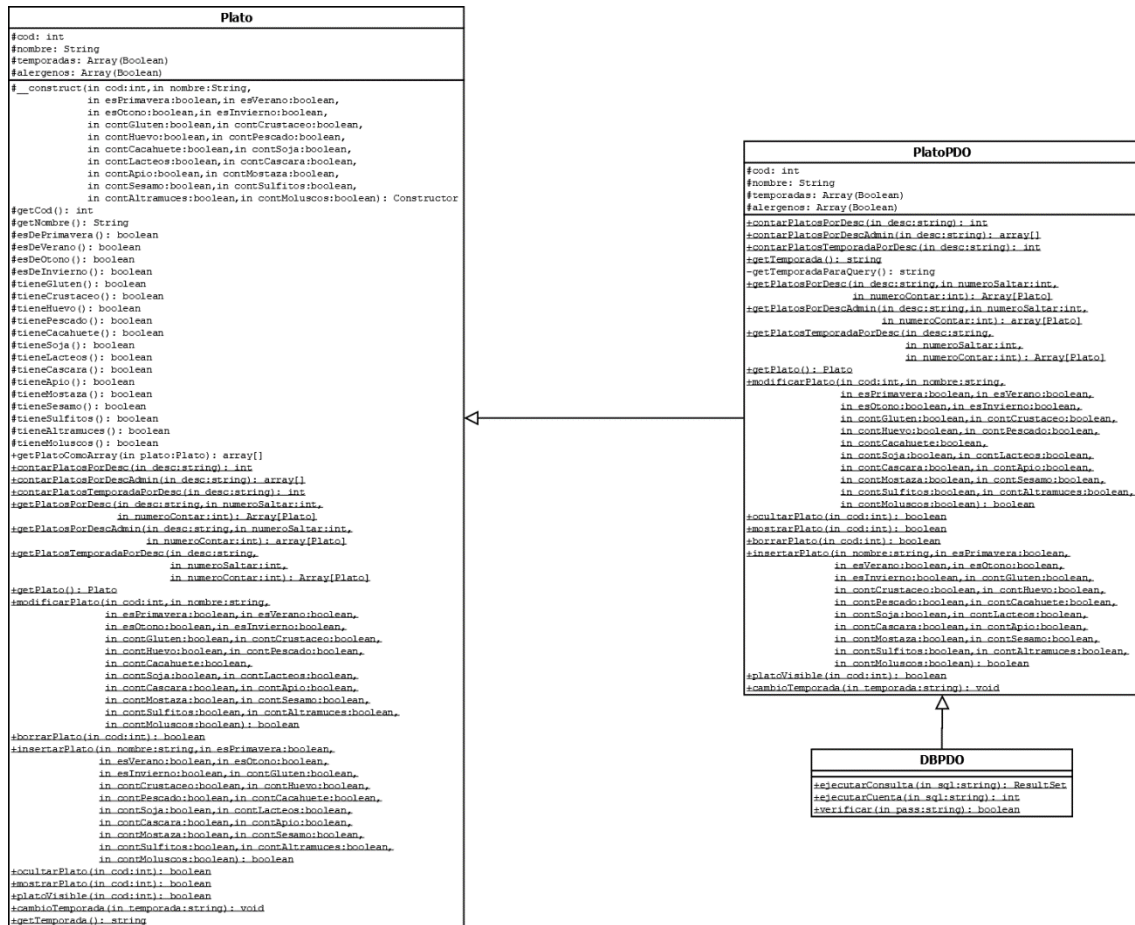 Plato
#cod: int
#nombre: String
#temporadas: Array(Boolean)
#alergenos: Array(Boolean)
#__construct(in cod:int,in nombre:String,
in esPrimavera:boolean,in esVerano:boolean,
in esOtono:boolean,in esInvierno:boolean,
in contGluten:boolean,in contCrustaceo:boolean,
in contHuevo:boolean,in contPescado:boolean,
in contCacahuete:boolean,in contSoja:boolean,
in contLacteos:boolean,in contCascara:boolean,
in contApio:boolean,in contMostaza:boolean,
in contSesamo:boolean,in contSulfitos:boolean,
in contAltramuces:boolean,in contMoluscos:boolean): Constructor
#getCod(): int
#getNombre(): String
#esDePrimavera(): boolean
#esDeVerano(): boolean
#esDeOtono(): boolean
#esDeInvierno(): boolean
#tieneGluten(): boolean
#tieneCrustaceo(): boolean
#tieneHuevo(): boolean
#tienePescado(): boolean
#tieneCacahuete(): boolean
#tieneSoja(): boolean
#tieneLacteos(): boolean
#tieneCascara(): boolean
#tieneApio(): boolean
#tieneMostaza(): boolean
#tieneSesamo(): boolean
#tieneSulfitos(): boolean
#tieneAltramuces(): boolean
#tieneMoluscos(): boolean
+getPlatoComoArray(in plato:Plato): array[]
+contarPlatosPorDesc(in desc:string): int
+contarPlatosPorDescAdmin(in desc:string): array[]
+contarPlatosTemporadaPorDesc(in desc:string): int
+getPlatosPorDesc(in desc:string,in numeroSaltar:int,
in numeroContar:int): Array[Plato]
+getPlatosPorDescAdmin(in desc:string,in numeroSaltar:int,
in numeroContar:int): array[Plato]
+getPlatosTemporadaPorDesc(in desc:string,
in numeroSaltar:int,
in numeroContar:int): Array[Plato]
+getPlato(): Plato
+modificarPlato(in cod:int,in nombre:string,
in esPrimavera:boolean,in esVerano:boolean,
in esOtono:boolean,in esInvierno:boolean,
in contGluten:boolean,in contCrustaceo:boolean,
in contHuevo:boolean,in contPescado:boolean,
in contCacahuete:boolean,
in contSoja:boolean,in contLacteos:boolean,
in contCascara:boolean,in contApio:boolean,
in contMostaza:boolean,in contSesamo:boolean,
in contSulfitos:boolean,in contAltramuces:boolean,
in contMoluscos:boolean): boolean
+borrarPlato(in cod:int): boolean
+insertarPlato(in nombre:string,in esPrimavera:boolean,
in esVerano:boolean,in esOtono:boolean,
in esInvierno:boolean,in contGluten:boolean,
in contCrustaceo:boolean,in contHuevo:boolean,
in contPescado:boolean,in contCacahuete:boolean,
in contSoja:boolean,in contLacteos:boolean,
in contCascara:boolean,in contApio:boolean,
in contMostaza:boolean,in contSesamo:boolean,
in contSulfitos:boolean,in contAltramuces:boolean,
in contMoluscos:boolean): boolean
+ocultarPlato(in cod:int): boolean
+mostrarPlato(in cod:int): boolean
+platoVisible(in cod:int): boolean
+cambioTemporada(in temporada:string): void
+getTemporada(): string
PlatoPDO
#cod: int
#nombre: String
#temporadas: Array(Boolean)
#alergenos: Array(Boolean)
+contarPlatosPorDesc(in desc:string): int
+contarPlatosPorDescAdmin(in desc:string): array[]
+contarPlatosTemporadaPorDesc(in desc:string): int
+getTemporada(): string
-getTemporadaParaQuery(): string
+getPlatosPorDesc(in desc:string,in numeroSaltar:int,
in numeroContar:int): Array[Plato]
+getPlatosPorDescAdmin(in desc:string,in numeroSaltar:int,
in numeroContar:int): array[Plato]
+getPlatosTemporadaPorDesc(in desc:string,
in numeroSaltar:int,
in numeroContar:int): Array[Plato]
+getPlato(): Plato
+modificarPlato(in cod:int,in nombre:string,
in esPrimavera:boolean,in esVerano:boolean,
in esOtono:boolean,in esInvierno:boolean,
in contGluten:boolean,in contCrustaceo:boolean,
in contHuevo:boolean,in contPescado:boolean,
in contCacahuete:boolean,
in contSoja:boolean,in contLacteos:boolean,
in contCascara:boolean,in contApio:boolean,
in contMostaza:boolean,in contSesamo:boolean,
in contSulfitos:boolean,in contAltramuces:boolean,
in contMoluscos:boolean): boolean
+ocultarPlato(in cod:int): boolean
+mostrarPlato(in cod:int): boolean
+borrarPlato(in cod:int): boolean
+insertarPlato(in nombre:string,in esPrimavera:boolean,
in esVerano:boolean,in esOtono:boolean,
in esInvierno:boolean,in contGluten:boolean,
in contCrustaceo:boolean,in contHuevo:boolean,
in contPescado:boolean,in contCacahuete:boolean,
in contSoja:boolean,in contLacteos:boolean,
in contCascara:boolean,in contApio:boolean,
in contMostaza:boolean,in contSesamo:boolean,
in contSulfitos:boolean,in contAltramuces:boolean,
in contMoluscos:boolean): boolean
+platoVisible(in cod:int): boolean
+cambioTemporada(in temporada:string): void
DBPDO
+ejecutarConsulta(in sql:string): ResultSet
+ejecutarCuenta(in sql:string): int
+verificar(in pass:string): boolean